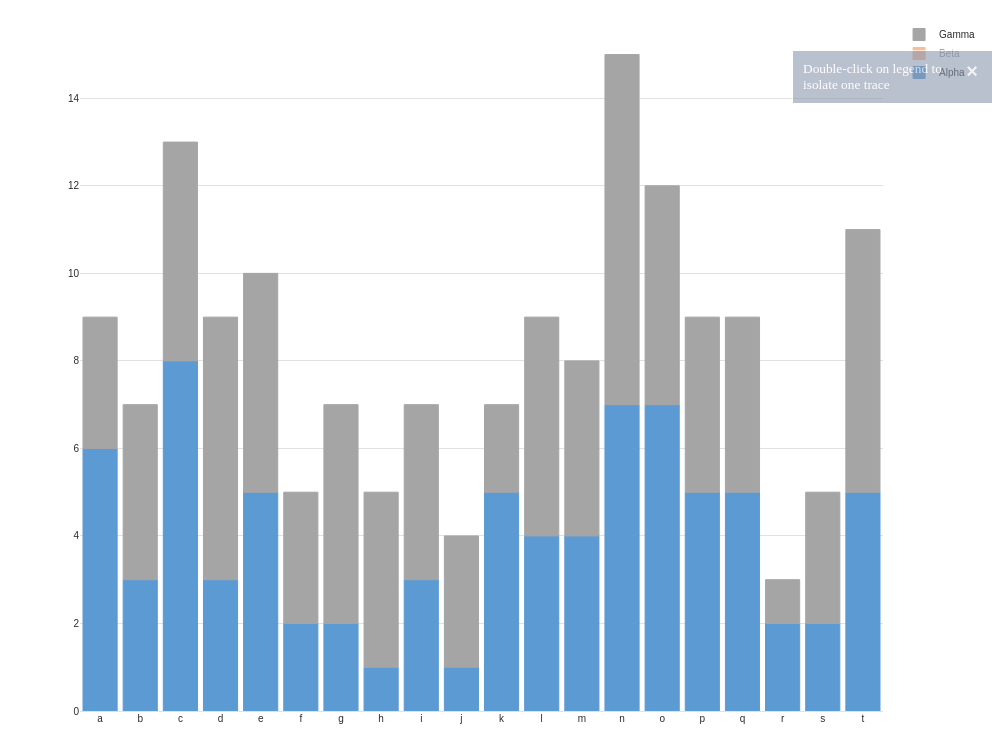 Gamma
Beta
Alpha
Double-click on legend to
isolate one trace
×
14
12
10
8
6
4
2
0
a b c d e f g h i j k l m n o p q r s t